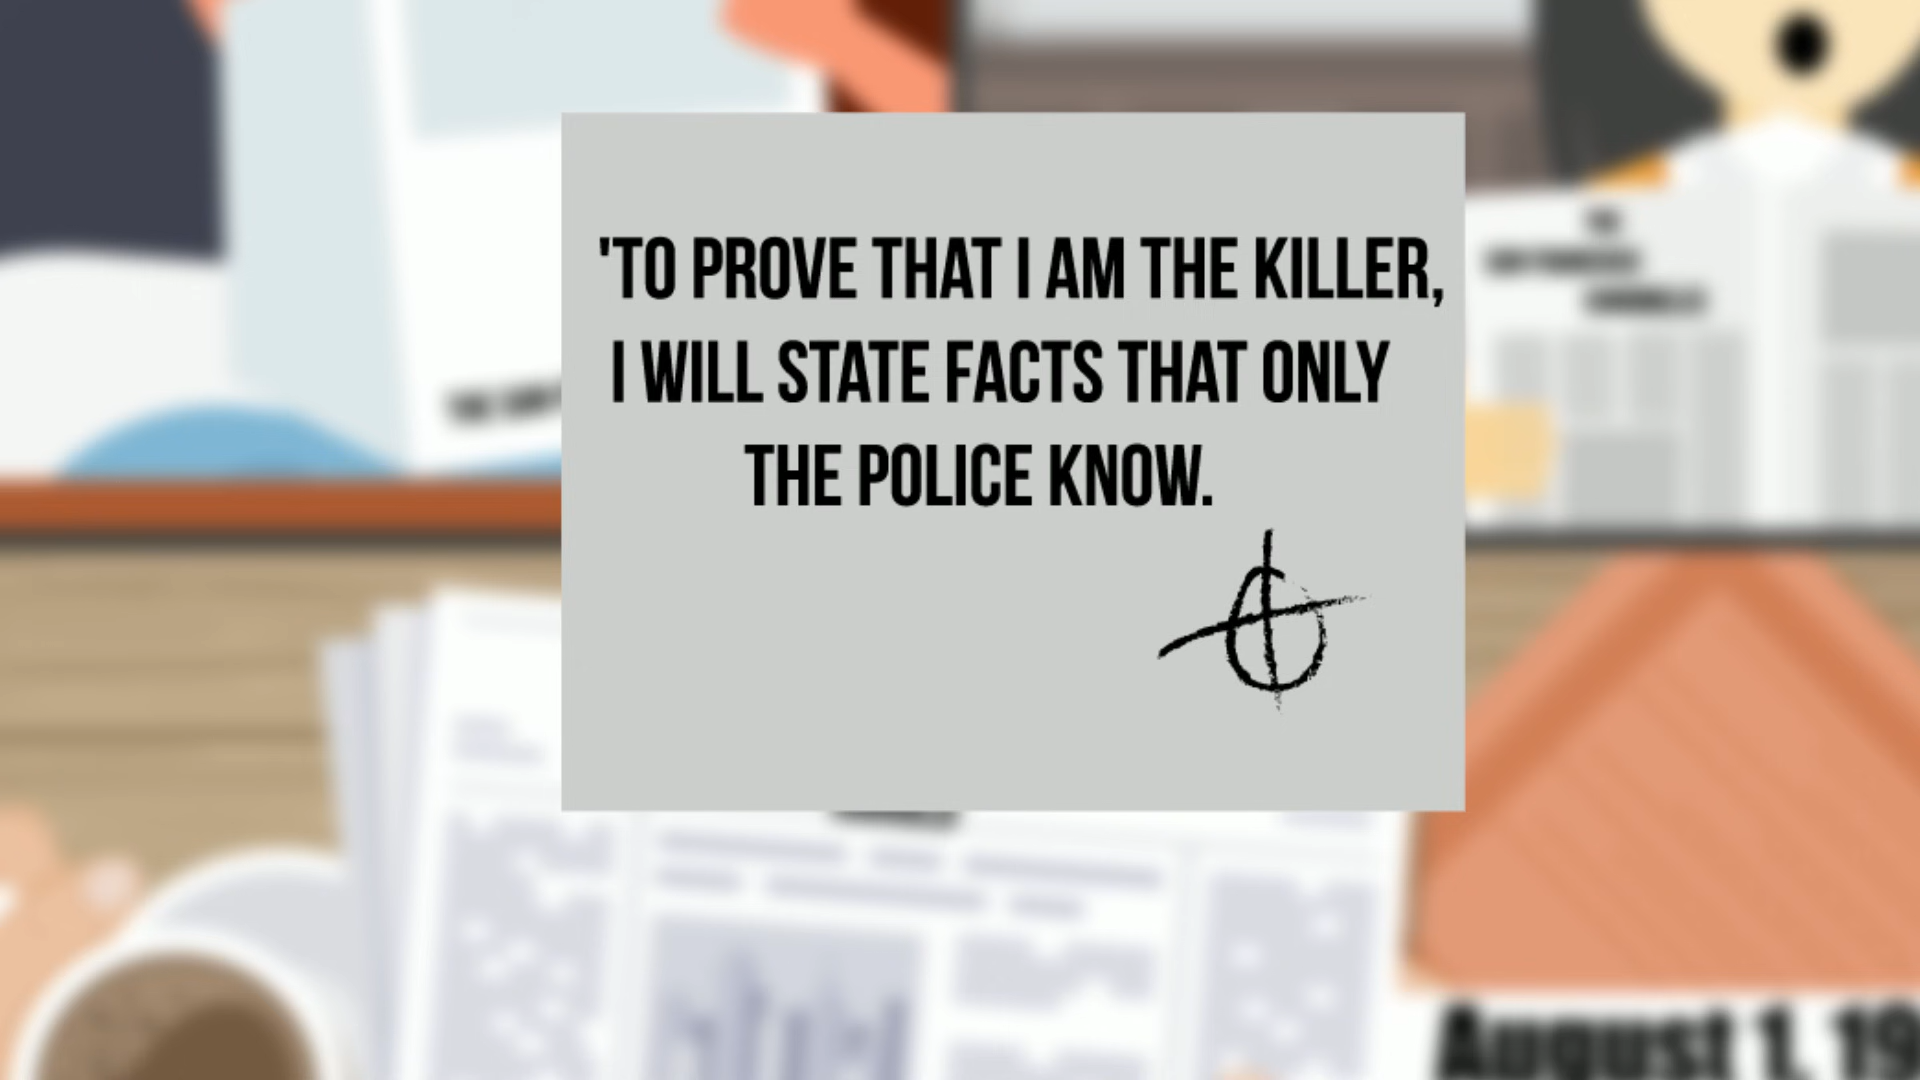 'TO PROVE THAT I AM THE KILLER,
I WILL STATE FACTS THAT ONLY
THE POLICE KNOW.
August 1, 19